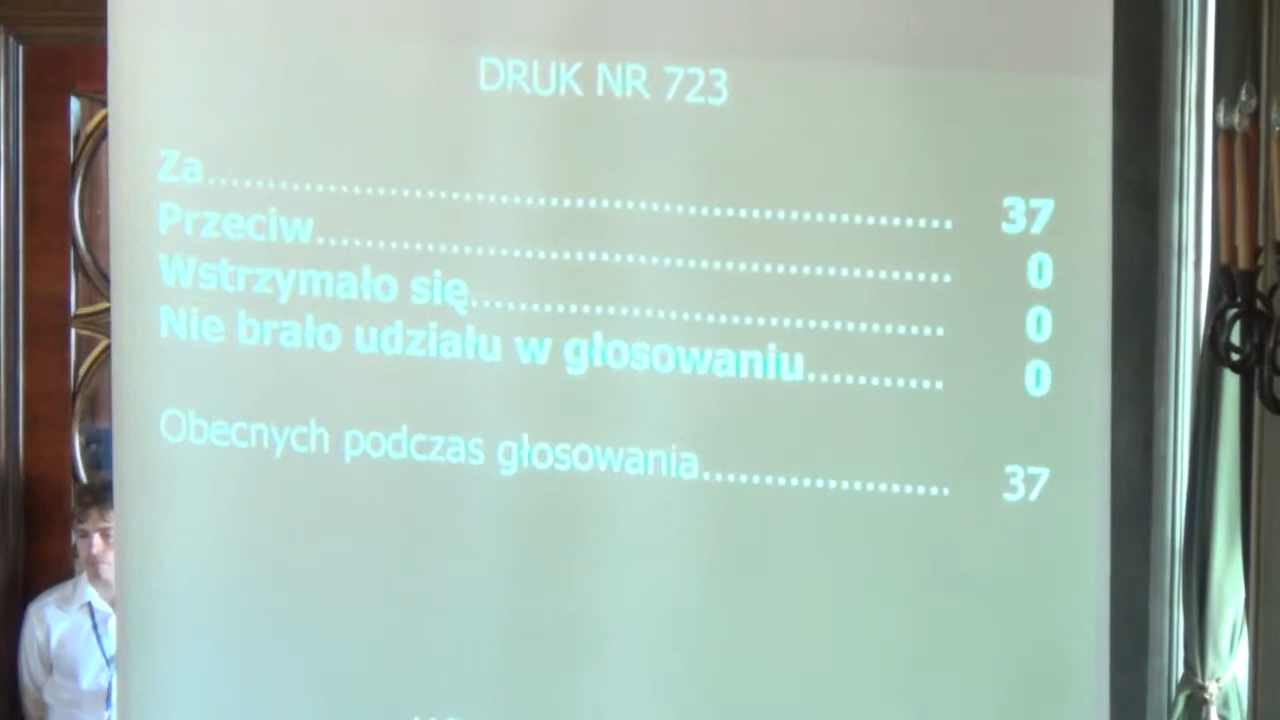 DRUK NR 723
Za.......................................................... 37
Przeciw.................................................. 0
Wstrzymało się..................................... 0
Nie brało udziału w głosowaniu........... 0
Obecnych podczas głosowania.................... 37